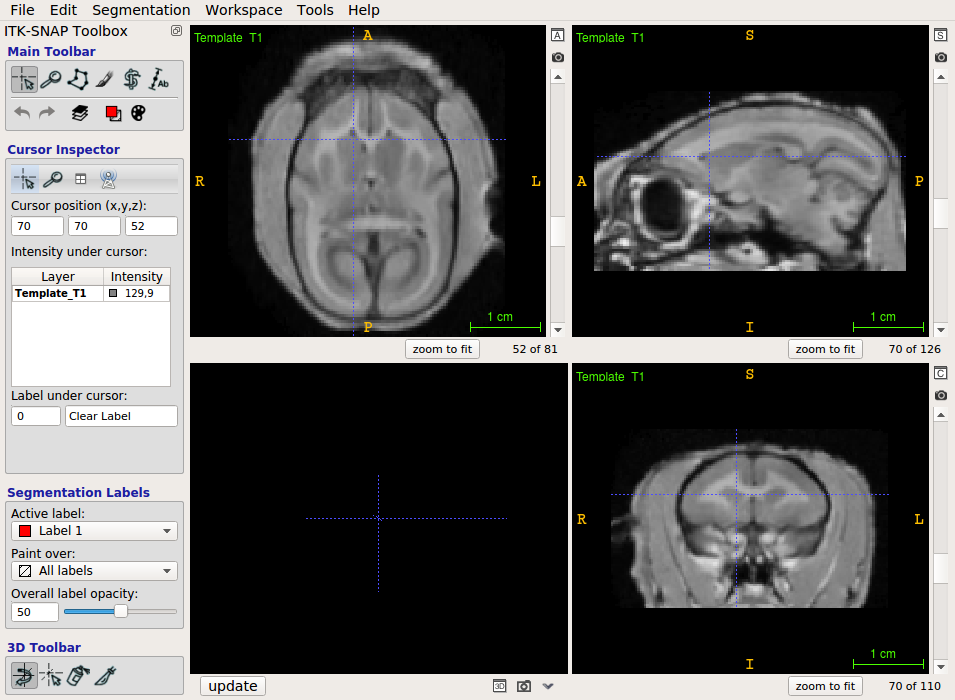 File Edit Segmentation Workspace Tools Help
ITK-SNAP Toolbox
Main Toolbar
Ab
Cursor Inspector
Cursor position (x,y,z):
70 70 52
Intensity under cursor:
Layer Intensity
Template_T1 129,9
Label under cursor:
0 Clear Label
Segmentation Labels
Active label:
Label 1
Paint over:
All labels
Overall label opacity:
50
3D Toolbar
Template T1
A
R
L
P
1 cm
A
zoom to fit 52 of 81
Template T1
S
A
P
I
1 cm
S
zoom to fit 70 of 126
update
3D
Template T1
S
R
L
I
1 cm
C
zoom to fit 70 of 110